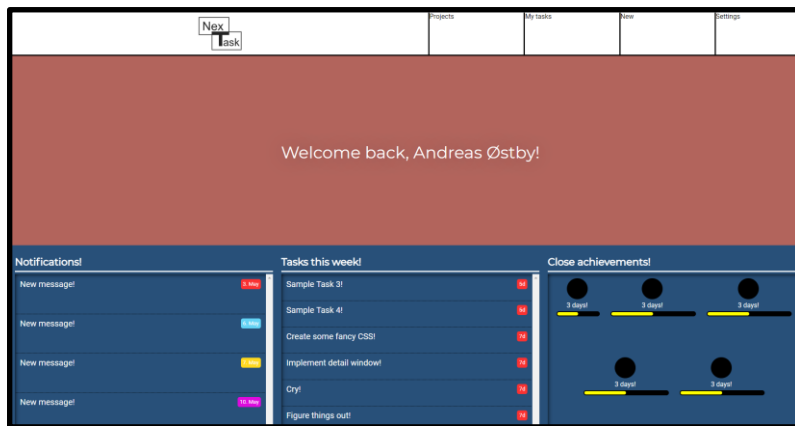 Nex
Task
Projects
My tasks
New
Settings
Welcome back, Andreas Østby!
Notifications!
New message!
3. May
New message!
6. May
New message!
New message!
10. May
Tasks this week!
Sample Task 3!
6d
Sample Task 4!
6d
Create some fancy CSS!
7d
Implement detail window!
7d
Cry!
7d
Figure things out!
7d
Close achievements!
3 days!
3 days!
3 days!
3 days!
3 days!